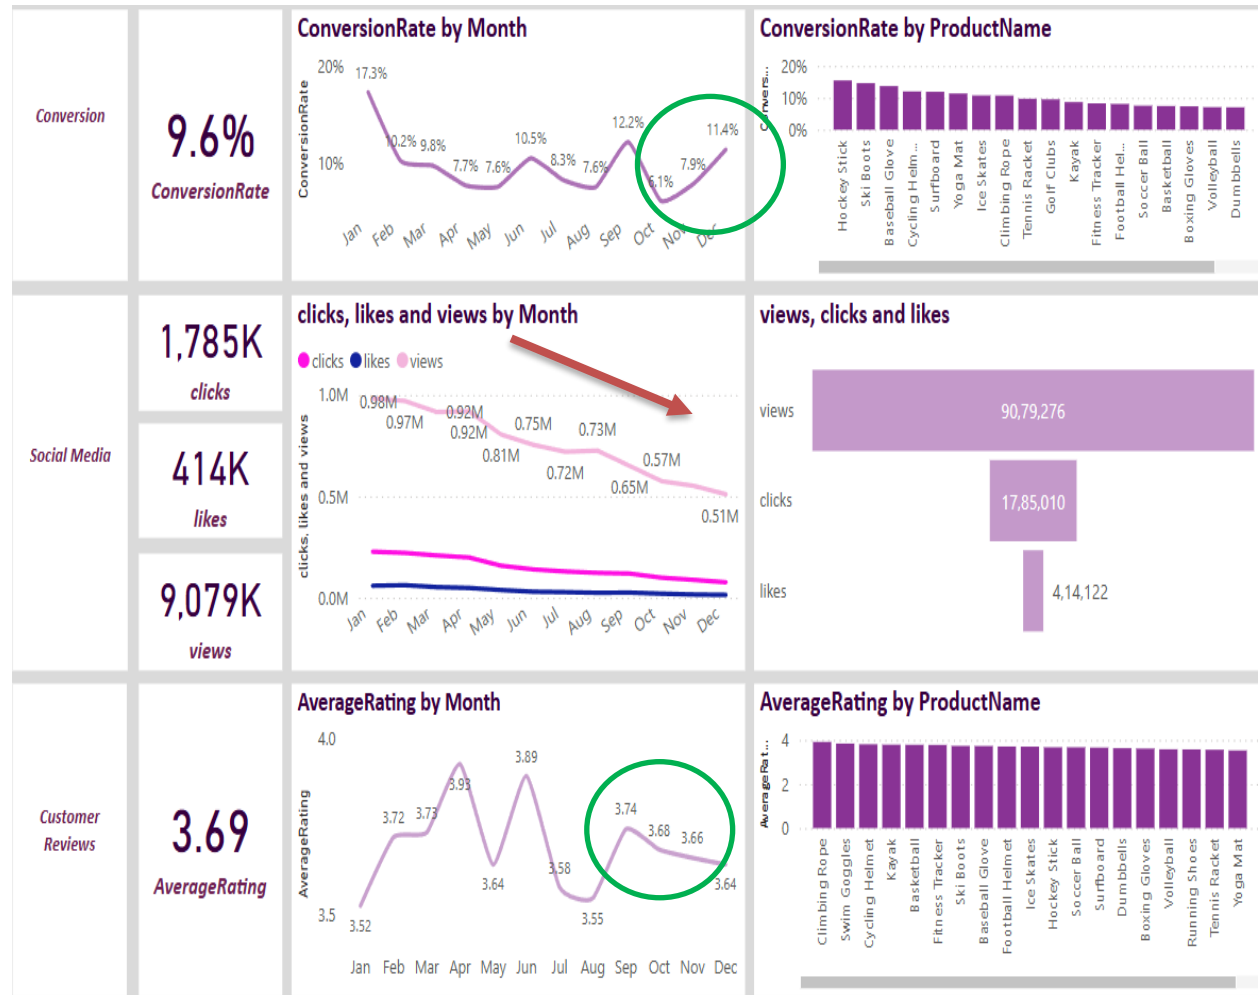 Conversion
9.6%
ConversionRate
ConversionRate by Month
ConversionRate
20%
10%
17.3%
10.2%
9.8%
7.7%
7.6%
10.5%
8.3%
7.6%
12.2%
6.1%
7.9%
11.4%
Jan
Feb
Mar
Apr
May
Jun
Jul
Aug
Sep
Oct
Nov
Dec
ConversionRate by ProductName
Convers...
20%
10%
0%
Hockey Stick
Ski Boots
Baseball Glove
Cycling Helm...
Surfboard
Yoga Mat
Ice Skates
Climbing Rope
Tennis Racket
Golf Clubs
Kayak
Fitness Tracker
Football Hel...
Soccer Ball
Basketball
Boxing Gloves
Volleyball
Dumbbells
Social Media
1,785K
clicks
414K
likes
9,079K
views
clicks, likes and views by Month
clicks
likes
views
clicks, likes and views
1.0M
0.5M
0.0M
0.98M
0.97M
0.92M
0.92M
0.81M
0.75M
0.72M
0.73M
0.65M
0.57M
0.51M
Jan
Feb
Mar
Apr
May
Jun
Jul
Aug
Sep
Oct
Nov
Dec
views, clicks and likes
views
90,79,276
clicks
17,85,010
likes
4,14,122
Customer
Reviews
3.69
AverageRating
AverageRating by Month
AverageRating
4.0
3.5
3.52
3.72
3.73
3.93
3.64
3.89
3.58
3.55
3.74
3.68
3.66
3.64
Jan
Feb
Mar
Apr
May
Jun
Jul
Aug
Sep
Oct
Nov
Dec
AverageRating by ProductName
AverageRat...
4
2
0
Climbing Rope
Swim Goggles
Cycling Helmet
Kayak
Basketball
Fitness Tracker
Ski Boots
Baseball Glove
Football Helmet
Ice Skates
Hockey Stick
Soccer Ball
Surfboard
Dumbbells
Boxing Gloves
Volleyball
Running Shoes
Tennis Racket
Yoga Mat